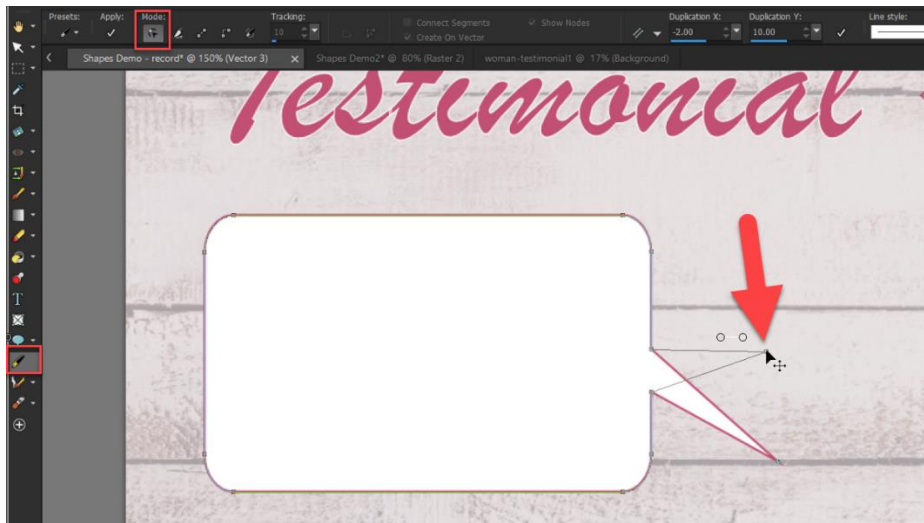 Presets: Apply: Mode: Tracking: Duplication X: Duplication Y: Line style:
10 Connect Segments Show Nodes -2.00 10.00
Create On Vector
Shapes Demo - record* @ 150% (Vector 3) X Shapes Demo2* @ 80% (Raster 2) woman-testimonial1 @ 17% (Background)
Testimonial
T